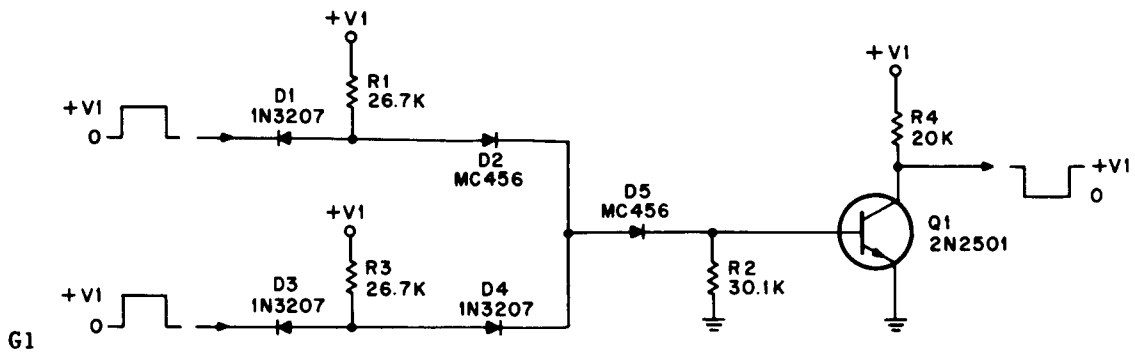 +V1
R1
26.7K
+V1
0
D1
1N3207
D2
MC456
+V1
R4
20K
+V1
0
D5
MC456
Q1
2N2501
R2
30.1K
+V1
R3
26.7K
+V1
0
D3
1N3207
D4
1N3207
G1